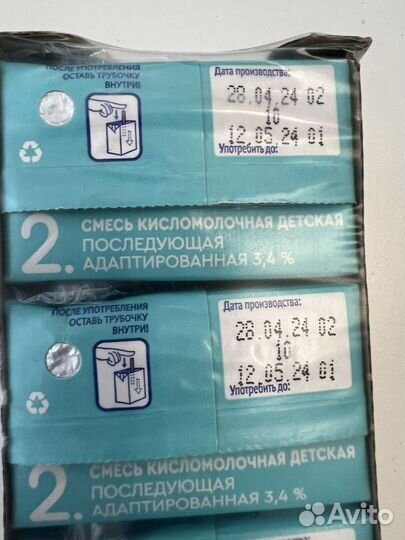 ПОСЛЕ УПОТРЕБЛЕНИЯ
ОСТАВЬ ТРУБОЧКУ
ВНУТРИ!
Дата производства:
28.04.24 02
10
12.05.24 01
Употребить до:
2. СМЕСЬ КИСЛОМОЛОЧНАЯ ДЕТСКАЯ
ПОСЛЕДУЮЩАЯ
АДАПТИРОВАННАЯ 3,4 %
ПОСЛЕ УПОТРЕБЛЕНИЯ
ОСТАВЬ ТРУБОЧКУ
ВНУТРИ!
Дата производства:
28.04.24 02
10
12.05.24 01
Употребить до:
2. СМЕСЬ КИСЛОМОЛОЧНАЯ ДЕТСКАЯ
ПОСЛЕДУЮЩАЯ
АДАПТИРОВАННАЯ 3,4 %
Avito